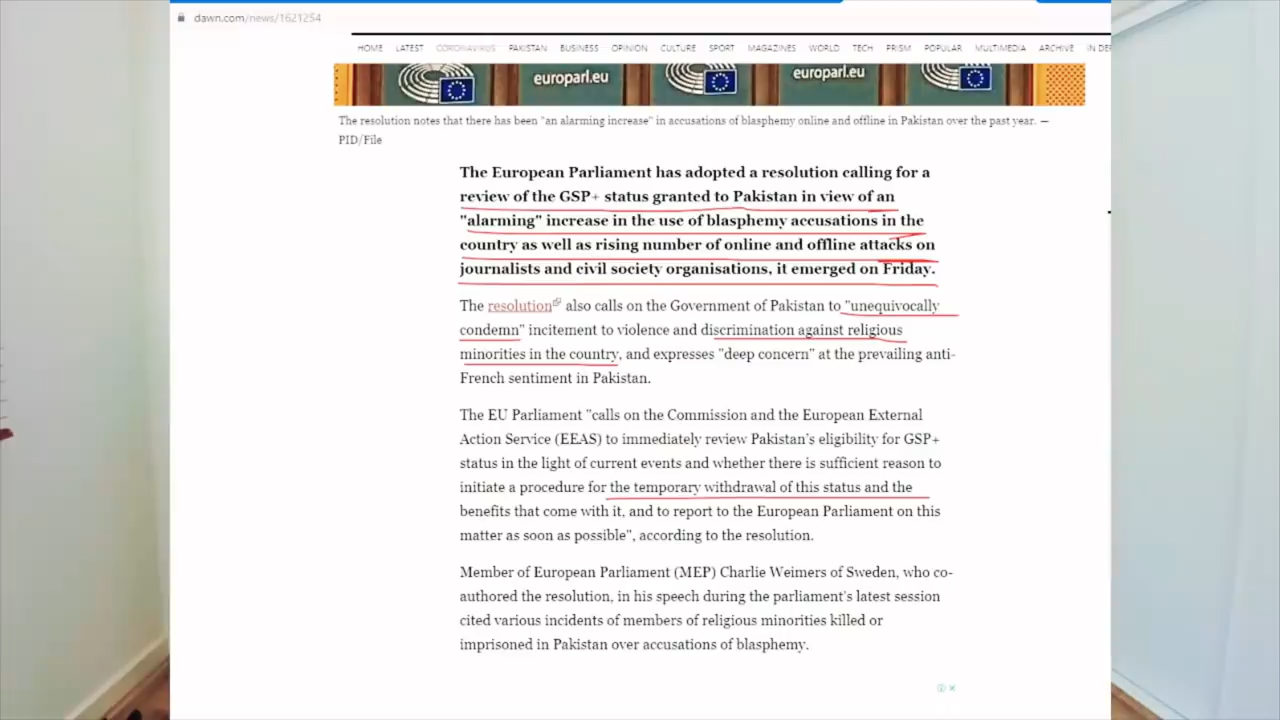 dawn.com/news/1621254
HOME LATEST CORONAVIRUS PAKISTAN BUSINESS OPINION CULTURE SPORT MAGAZINES WORLD TECH PRISM POPULAR MULTIMEDIA ARCHIVE IN
europarl.eu europarl.eu
The resolution notes that there has been "an alarming increase" in accusations of blasphemy online and offline in Pakistan over the past year. —
PID/File
The European Parliament has adopted a resolution calling for a
review of the GSP+ status granted to Pakistan in view of an
"alarming" increase in the use of blasphemy accusations in the
country as well as rising number of online and offline attacks on
journalists and civil society organisations, it emerged on Friday.
The resolution also calls on the Government of Pakistan to "unequivocally
condemn" incitement to violence and discrimination against religious
minorities in the country, and expresses "deep concern" at the prevailing anti-
French sentiment in Pakistan.
The EU Parliament "calls on the Commission and the European External
Action Service (EEAS) to immediately review Pakistan's eligibility for GSP+
status in the light of current events and whether there is sufficient reason to
initiate a procedure for the temporary withdrawal of this status and the
benefits that come with it, and to report to the European Parliament on this
matter as soon as possible", according to the resolution.
Member of European Parliament (MEP) Charlie Weimers of Sweden, who co-
authored the resolution, in his speech during the parliament's latest session
cited various incidents of members of religious minorities killed or
imprisoned in Pakistan over accusations of blasphemy.